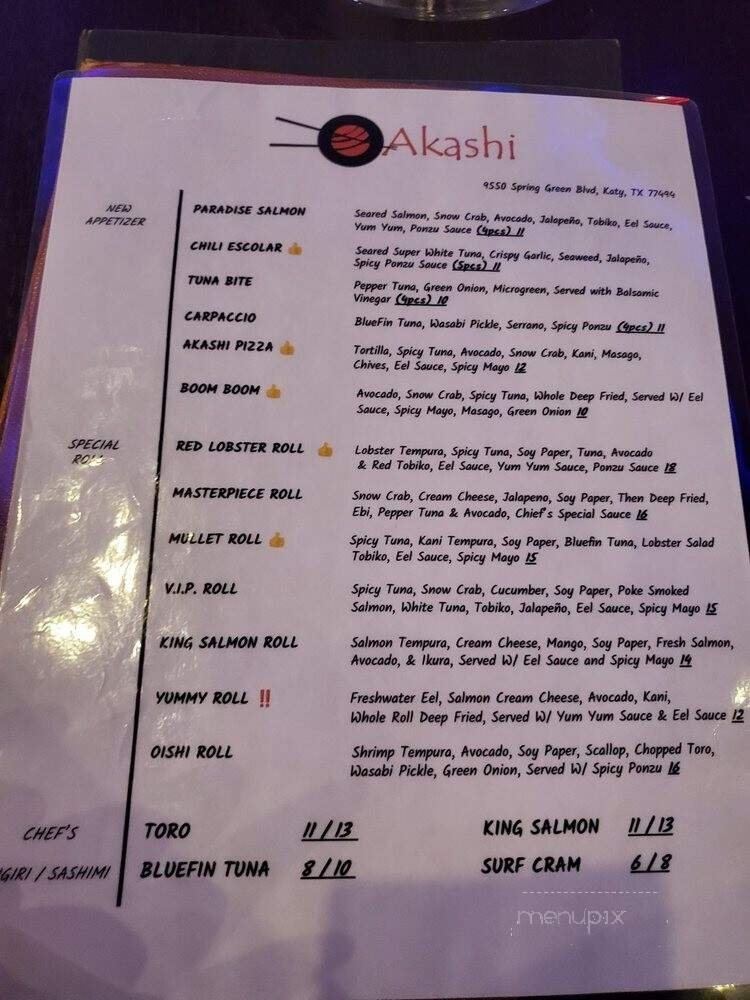 Akashi
9550 Spring Green Blvd, Katy, TX 77494
NEW
APPETIZER
PARADISE SALMON
Seared Salmon, Snow Crab, Avocado, Jalapeño, Tobiko, Eel Sauce,
Yum Yum, Ponzu Sauce (4pcs) 11
CHILI ESCOLAR 👍
Seared Super White Tuna, Crispy Garlic, Seaweed, Jalapeño,
Spicy Ponzu Sauce (5pcs) 11
TUNA BITE
Pepper Tuna, Green Onion, Microgreen, Served with Balsamic
Vinegar (4pcs) 10
CARPACCIO
BlueFin Tuna, Wasabi Pickle, Serrano, Spicy Ponzu (4pcs) 11
AKASHI PIZZA 👍
Tortilla, Spicy Tuna, Avocado, Snow Crab, Kani, Masago,
Chives, Eel Sauce, Spicy Mayo 12
BOOM BOOM 👍
Avocado, Snow Crab, Spicy Tuna, Whole Deep Fried, Served W/ Eel
Sauce, Spicy Mayo, Masago, Green Onion 10
SPECIAL
ROLL
RED LOBSTER ROLL 👍
Lobster Tempura, Spicy Tuna, Soy Paper, Tuna, Avocado
& Red Tobiko, Eel Sauce, Yum Yum Sauce, Ponzu Sauce 18
MASTERPIECE ROLL
Snow Crab, Cream Cheese, Jalapeno, Soy Paper, Then Deep Fried,
Ebi, Pepper Tuna & Avocado, Chief's Special Sauce 16
MULLET ROLL 👍
Spicy Tuna, Kani Tempura, Soy Paper, Bluefin Tuna, Lobster Salad
Tobiko, Eel Sauce, Spicy Mayo 15
V.I.P. ROLL
Spicy Tuna, Snow Crab, Cucumber, Soy Paper, Poke Smoked
Salmon, White Tuna, Tobiko, Jalapeño, Eel Sauce, Spicy Mayo 15
KING SALMON ROLL
Salmon Tempura, Cream Cheese, Mango, Soy Paper, Fresh Salmon,
Avocado, & Ikura, Served W/ Eel Sauce and Spicy Mayo 14
YUMMY ROLL ‼
Freshwater Eel, Salmon Cream Cheese, Avocado, Kani,
Whole Roll Deep Fried, Served W/ Yum Yum Sauce & Eel Sauce 12
OISHI ROLL
Shrimp Tempura, Avocado, Soy Paper, Scallop, Chopped Toro,
Wasabi Pickle, Green Onion, Served W/ Spicy Ponzu 16
CHEF'S
IGIRI / SASHIMI
TORO 11 / 13 KING SALMON 11 / 13
BLUEFIN TUNA 8 / 10 SURF CRAM 6 / 8
menupix